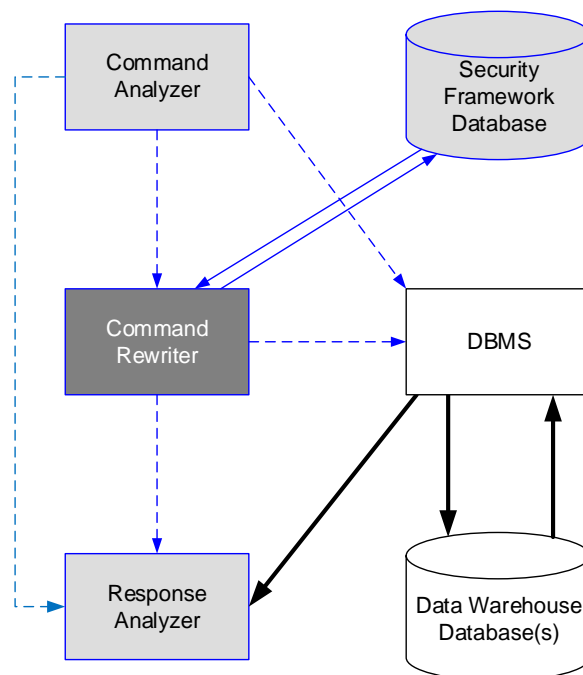 Command
Analyzer
Security
Framework
Database
Command
Rewriter
DBMS
Response
Analyzer
Data Warehouse
Database(s)